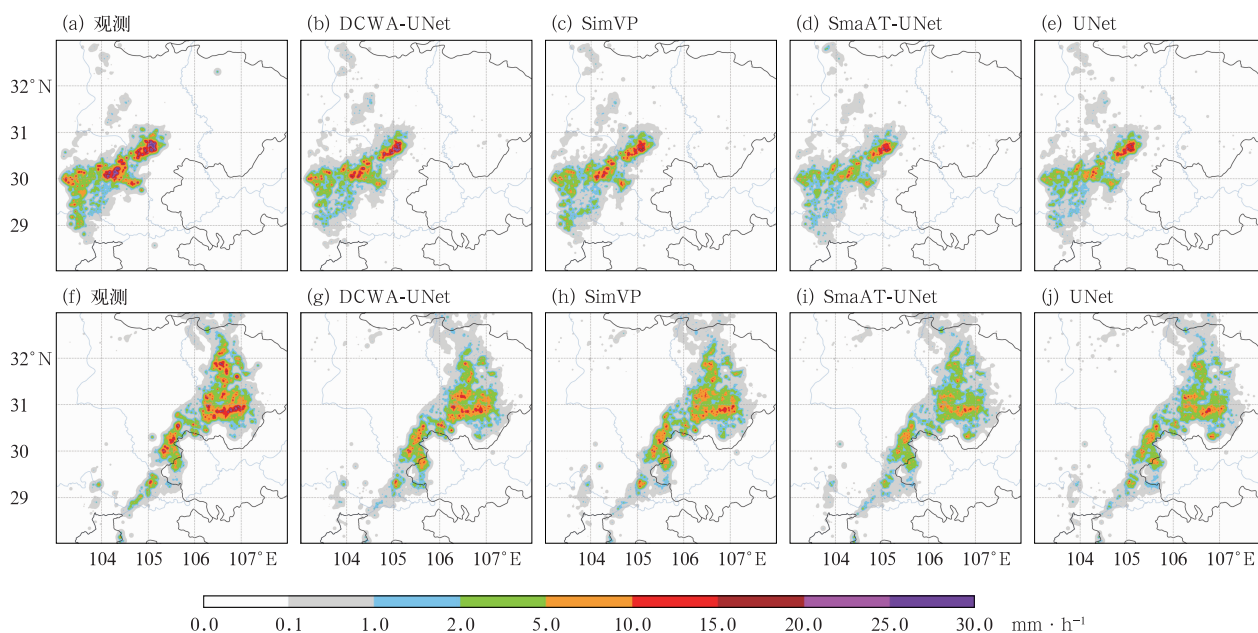 (a) 观测
(b) DCWA-UNet
(c) SimVP
(d) SmaAT-UNet
(e) UNet
32°N
31
30
29
(f) 观测
(g) DCWA-UNet
(h) SimVP
(i) SmaAT-UNet
(j) UNet
32°N
31
30
29
104 105 106 107°E
104 105 106 107°E
104 105 106 107°E
104 105 106 107°E
104 105 106 107°E
0.0 0.1 1.0 2.0 5.0 10.0 15.0 20.0 25.0 30.0 mm · h⁻¹